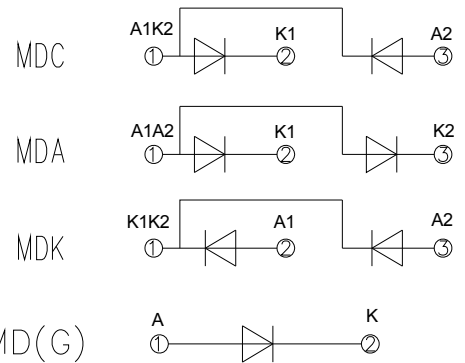 A1K2 K1 A2
MDC ① ② ③
A1A2 K1 K2
MDA ① ② ③
K1K2 A1 A2
MDK ① ② ③
A K
MD(G) ① ②